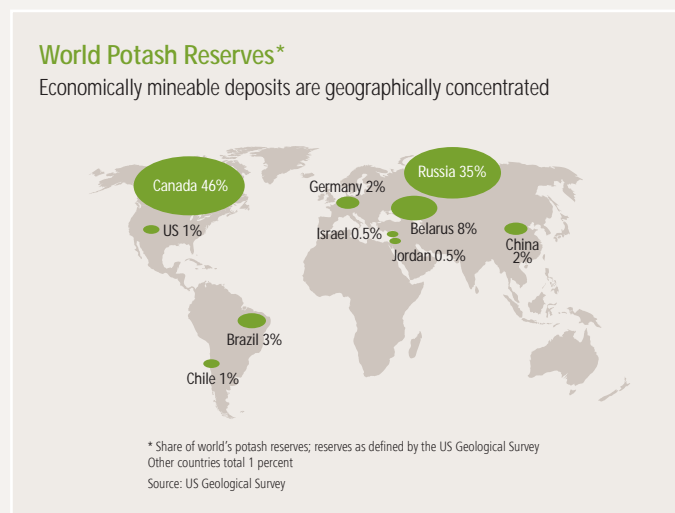 World Potash Reserves*
Economically mineable deposits are geographically concentrated
Canada 46%
Russia 35%
Germany 2%
US 1%
Israel 0.5%
Belarus 8%
Jordan 0.5%
China
2%
Brazil 3%
Chile 1%
* Share of world's potash reserves; reserves as defined by the US Geological Survey
Other countries total 1 percent
Source: US Geological Survey